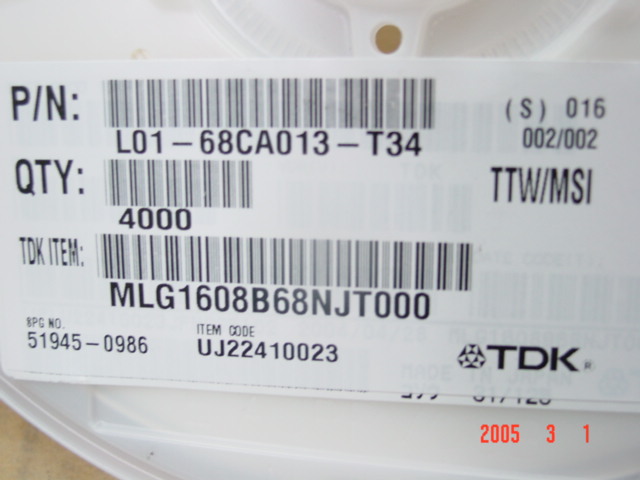 P/N:
(S) 016
L01-68CA013-T34
002/002
QTY:
TTW/MSI
4000
TDK ITEM:
MLG1608B68NJT000
SPG NO.
ITEM CODE
51945-0986
UJ22410023
TDK
2005 3 1